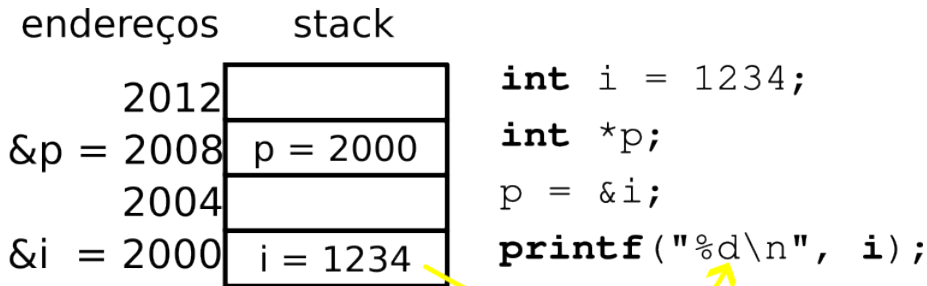 endereços stack
2012
&p = 2008 p = 2000
2004
&i = 2000 i = 1234
int i = 1234;
int *p;
p = &i;
printf("%d\n", i);